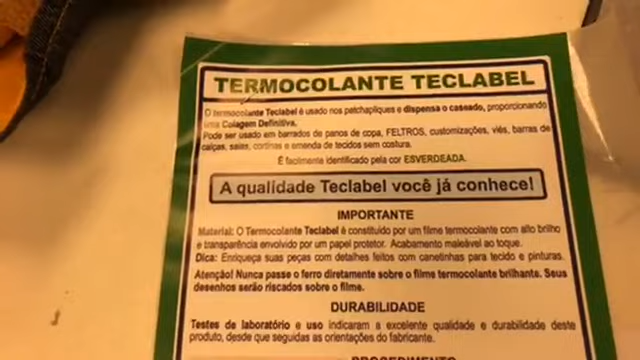 TERMOCOLANTE TECLABEL
O termocolante Teclabel é usado nos patchapliques e dispensa o caseado, proporcionando
uma Colagem Definitiva.
Pode ser usado em barrados de panos de copa, FELTROS, customizações, viés, barras de
calças, saias, cortinas e emenda de tecidos sem costura.
É facilmente identificado pela cor ESVERDEADA.
A qualidade Teclabel você já conhece!
IMPORTANTE
Material: O Termocolante Teclabel é constituído por um filme termocolante com alto brilho
e transparência envolvido por um papel protetor. Acabamento maleável ao toque.
Dica: Enriqueça suas peças com detalhes feitos com canetinhas para tecido e pinturas.
Atenção! Nunca passe o ferro diretamente sobre o filme termocolante brilhante. Seus
desenhos serão riscados sobre o filme.
DURABILIDADE
Testes de laboratório e uso indicaram a excelente qualidade e durabilidade deste
produto, desde que seguidas as orientações do fabricante.
PROCEDIMENTO